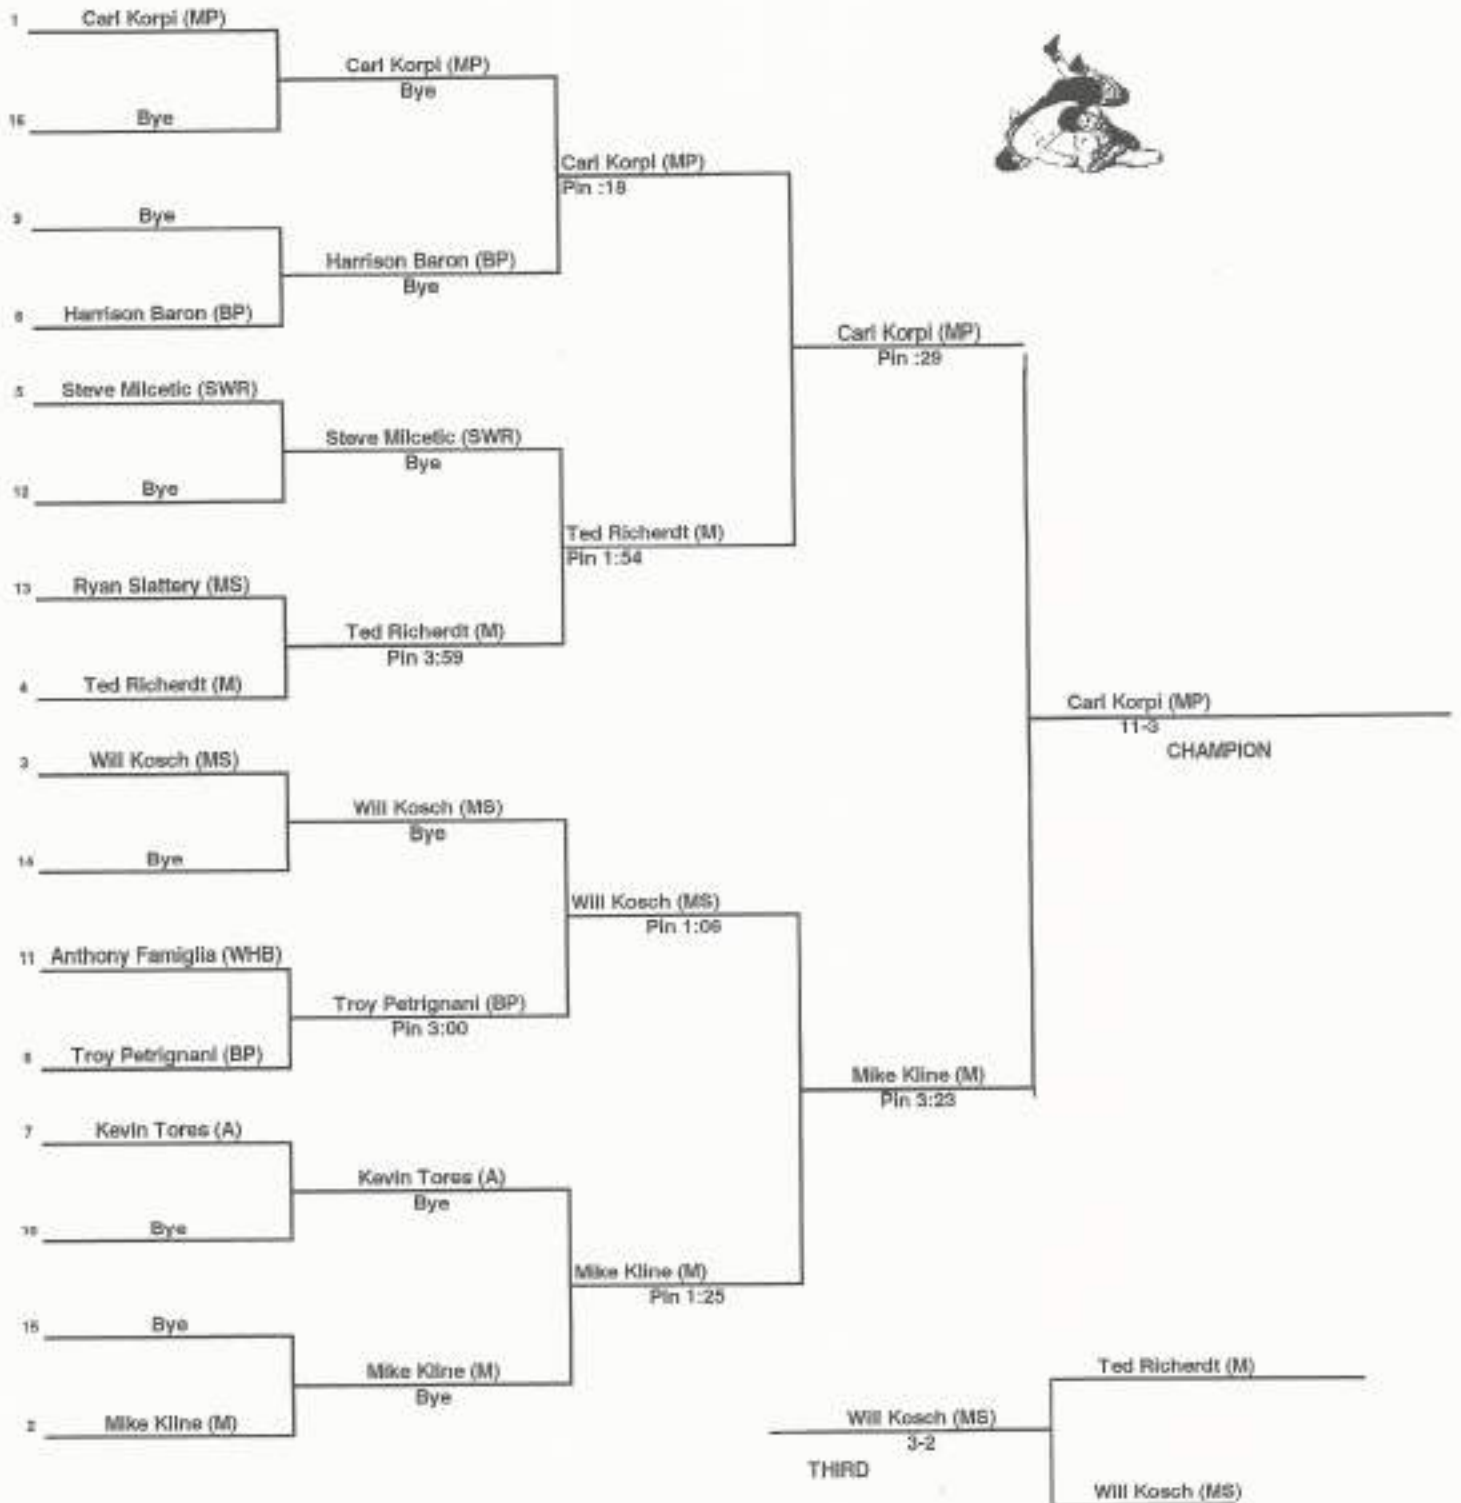 1 Carl Korpi (MP)
16 Bye
9 Bye
8 Harrison Baron (BP)
5 Steve Milcetic (SWR)
12 Bye
13 Ryan Slattery (MS)
4 Ted Richerdt (M)
3 Will Kosch (MS)
14 Bye
11 Anthony Famiglia (WHB)
6 Troy Petrignani (BP)
7 Kevin Tores (A)
10 Bye
15 Bye
2 Mike Kline (M)
Carl Korpi (MP)
Bye
Harrison Baron (BP)
Bye
Steve Milcetic (SWR)
Bye
Ted Richerdt (M)
Pin 3:59
Will Kosch (MS)
Bye
Troy Petrignani (BP)
Pin 3:00
Kevin Tores (A)
Bye
Mike Kline (M)
Bye
Carl Korpi (MP)
Pin :18
Ted Richerdt (M)
Pin 1:54
Will Kosch (MS)
Pin 1:06
Mike Kline (M)
Pin 1:25
Carl Korpi (MP)
Pin :29
Mike Kline (M)
Pin 3:23
Carl Korpi (MP)
11-3
CHAMPION
Ted Richerdt (M)
Will Kosch (MS)
Will Kosch (MS)
3-2
THIRD